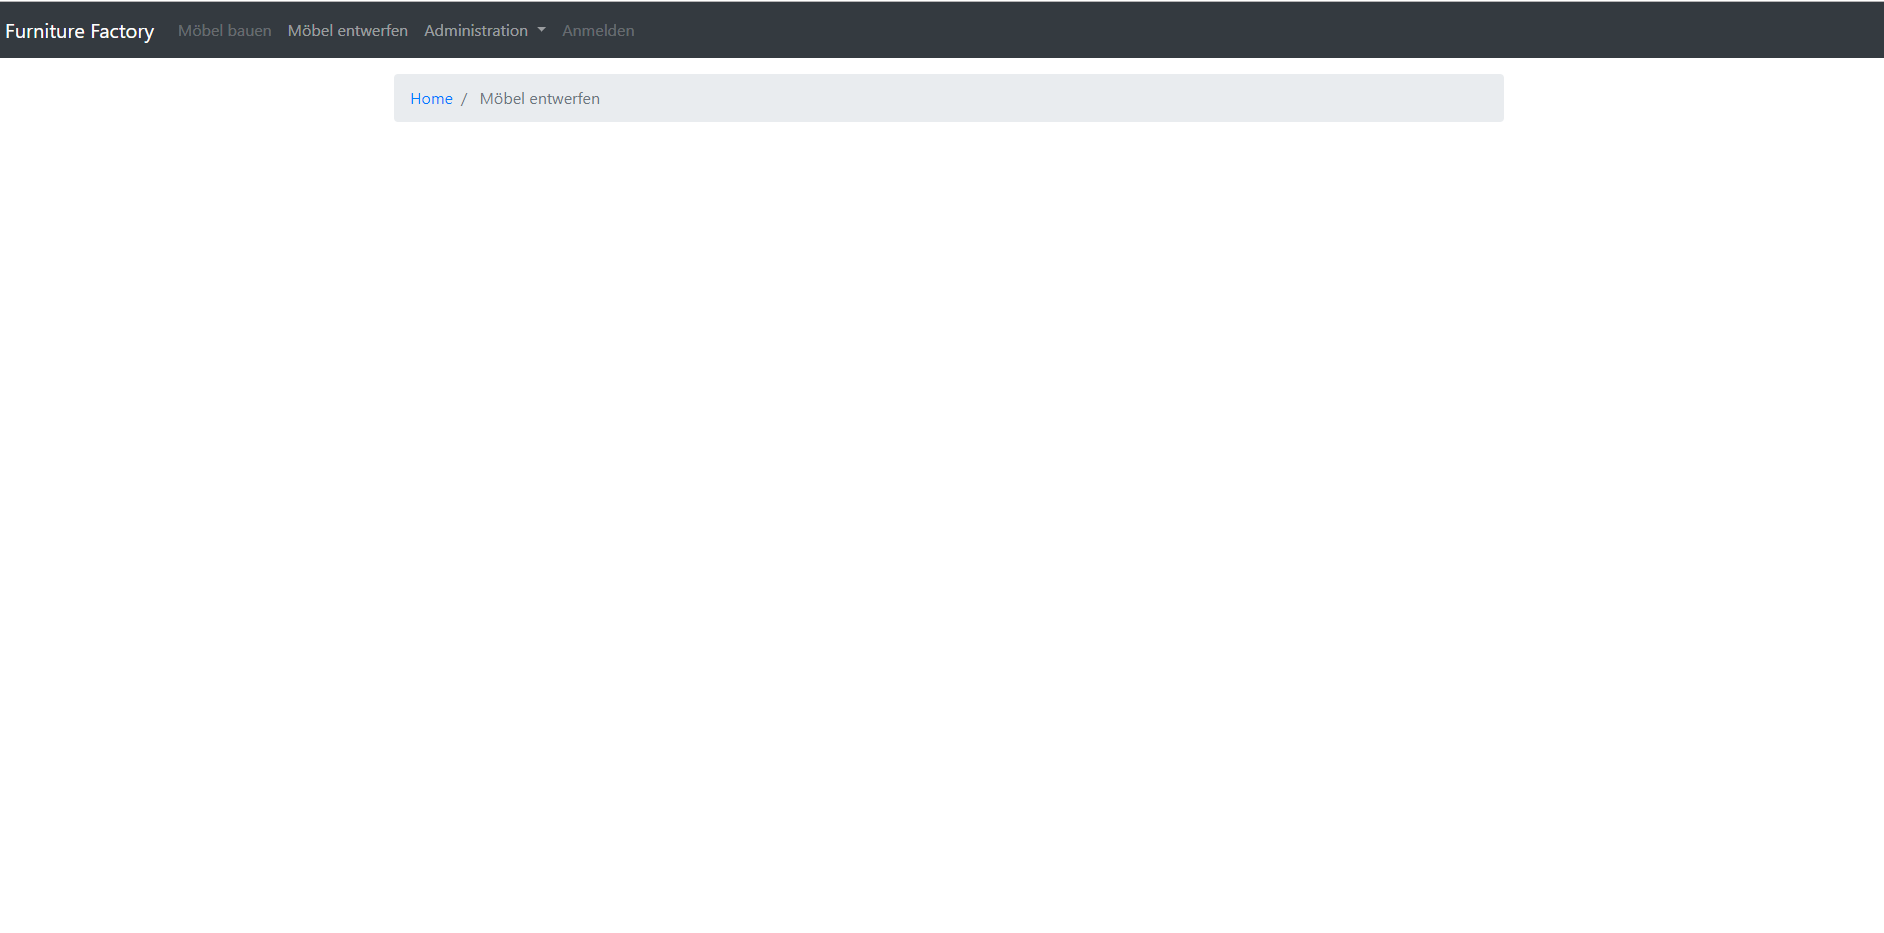 Furniture Factory Möbel bauen Möbel entwerfen Administration Anmelden
Home / Möbel entwerfen